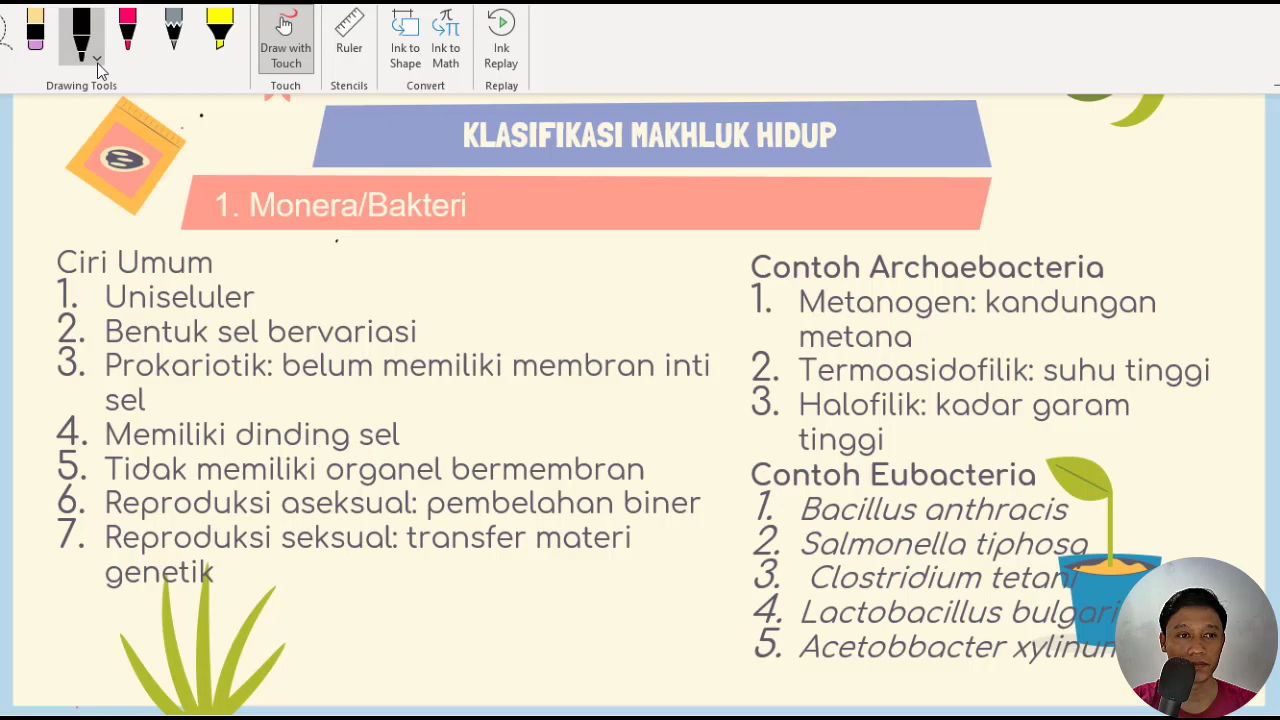 Draw with
Touch
Ruler
Ink to
Shape
Ink to
Math
Ink
Replay
Drawing Tools
Touch
Stencils
Convert
Replay
KLASIFIKASI MAKHLUK HIDUP
1. Monera/Bakteri
Ciri Umum
1. Uniseluler
2. Bentuk sel bervariasi
3. Prokariotik: belum memiliki membran inti
sel
4. Memiliki dinding sel
5. Tidak memiliki organel bermembran
6. Reproduksi aseksual: pembelahan biner
7. Reproduksi seksual: transfer materi
genetik
Contoh Archaebacteria
1. Metanogen: kandungan
metana
2. Termoasidofilik: suhu tinggi
3. Halofilik: kadar garam
tinggi
Contoh Eubacteria
1. Bacillus anthracis
2. Salmonella tiphosa
3. Clostridium tetani
4. Lactobacillus
5. Acetobbacter xylinum